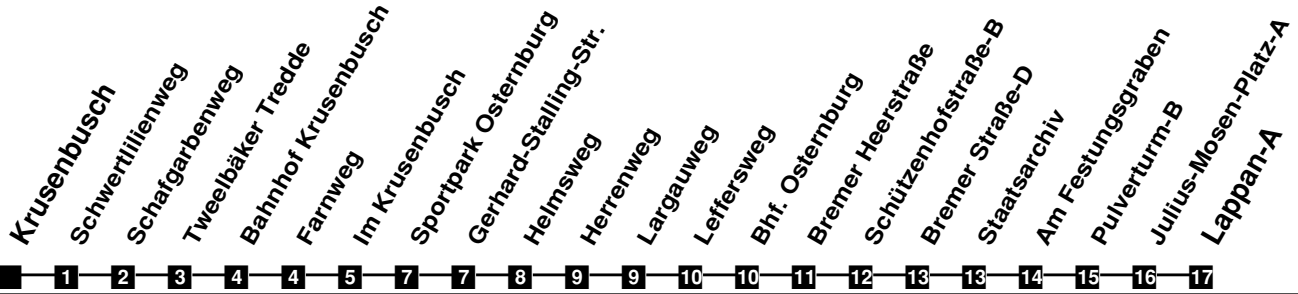 Krusenbusch
Schwertlilienweg
Schafgarbenweg
Tweelbäker Tredde
Bahnhof Krusenbusch
Farnweg
Im Krusenbusch
Sportpark Osternburg
Gerhard-Stalling-Str.
Helmsweg
Herrenweg
Largauweg
Leffersweg
Bhf. Osternburg
Bremer Heerstraße
Schützenhofstraße-B
Bremer Straße-D
Staatsarchiv
Am Festungsgraben
Pulverturm-B
Julius-Mosen-Platz-A
Lappan-A
1 2 3 4 4 5 7 7 8 9 9 10 10 11 12 13 13 14 15 16 17